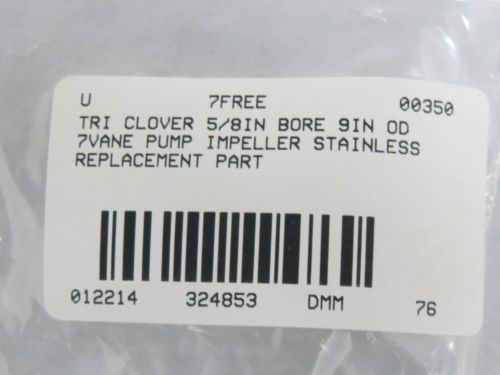 U 7FREE 00350
TRI CLOVER 5/8IN BORE 9IN OD
7VANE PUMP IMPELLER STAINLESS
REPLACEMENT PART
012214 324853 DMM 76